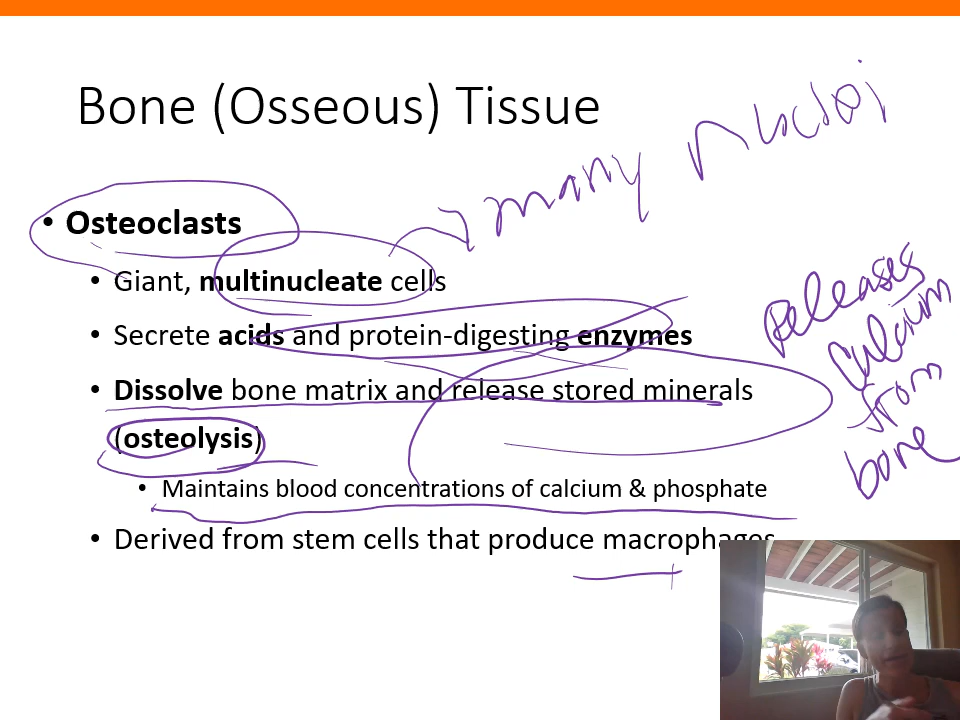 Bone (Osseous) Tissue
many nuclei
• Osteoclasts
• Giant, multinucleate cells
• Secrete acids and protein-digesting enzymes
• Dissolve bone matrix and release stored minerals
(osteolysis)
• Maintains blood concentrations of calcium & phosphate
• Derived from stem cells that produce macrophages
Releases
Calcium
from
bone